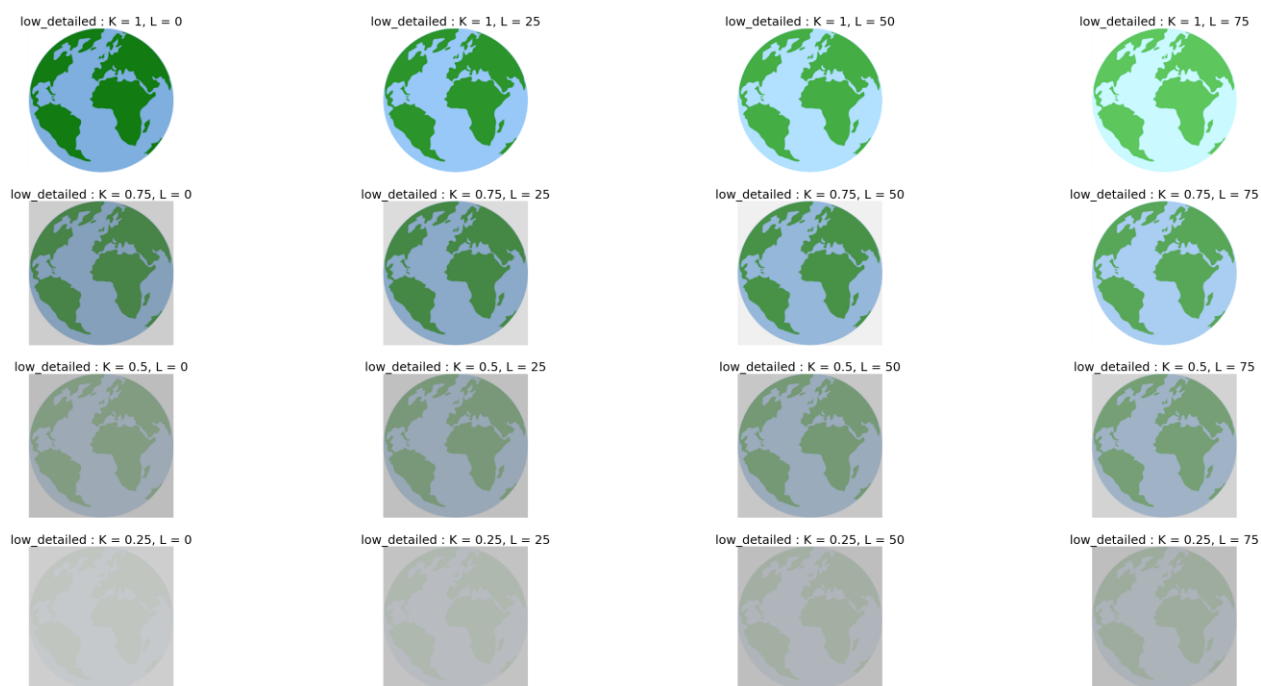 low_detailed : K = 1, L = 0
low_detailed : K = 1, L = 25
low_detailed : K = 1, L = 50
low_detailed : K = 1, L = 75
low_detailed : K = 0.75, L = 0
low_detailed : K = 0.75, L = 25
low_detailed : K = 0.75, L = 50
low_detailed : K = 0.75, L = 75
low_detailed : K = 0.5, L = 0
low_detailed : K = 0.5, L = 25
low_detailed : K = 0.5, L = 50
low_detailed : K = 0.5, L = 75
low_detailed : K = 0.25, L = 0
low_detailed : K = 0.25, L = 25
low_detailed : K = 0.25, L = 50
low_detailed : K = 0.25, L = 75